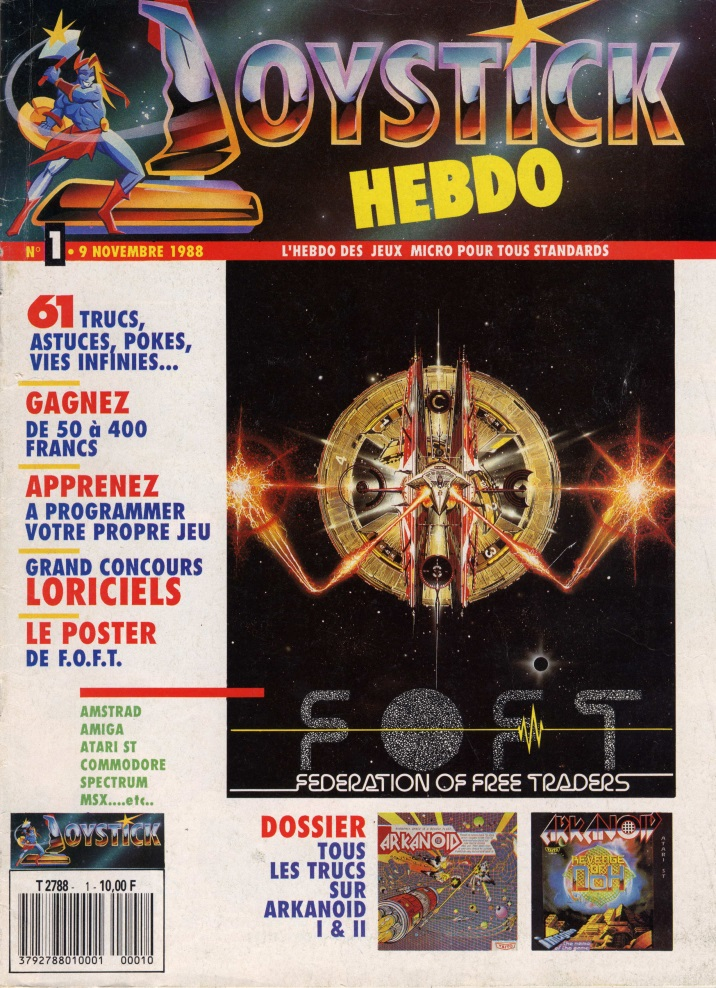 JOYSTICK
HEBDO
N° 1 • 9 NOVEMBRE 1988
L'HEBDO DES JEUX MICRO POUR TOUS STANDARDS
61 TRUCS,
ASTUCES, POKES,
VIES INFINIES...
GAGNEZ
DE 50 à 400
FRANCS
APPRENEZ
A PROGRAMMER
VOTRE PROPRE JEU
GRAND CONCOURS
LORICIELS
LE POSTER
DE F.O.F.T.
AMSTRAD
AMIGA
ATARI ST
COMMODORE
SPECTRUM
MSX....etc..
FOFT
FEDERATION OF FREE TRADERS
JOYSTICK
T 2788 - 1 - 10,00 F
3792788010001 00010
DOSSIER
TOUS
LES TRUCS
SUR
ARKANOID
I & II
ARKANOID
TAITO
ARKANOID
REVENGE
OF
DOH
ATARI ST